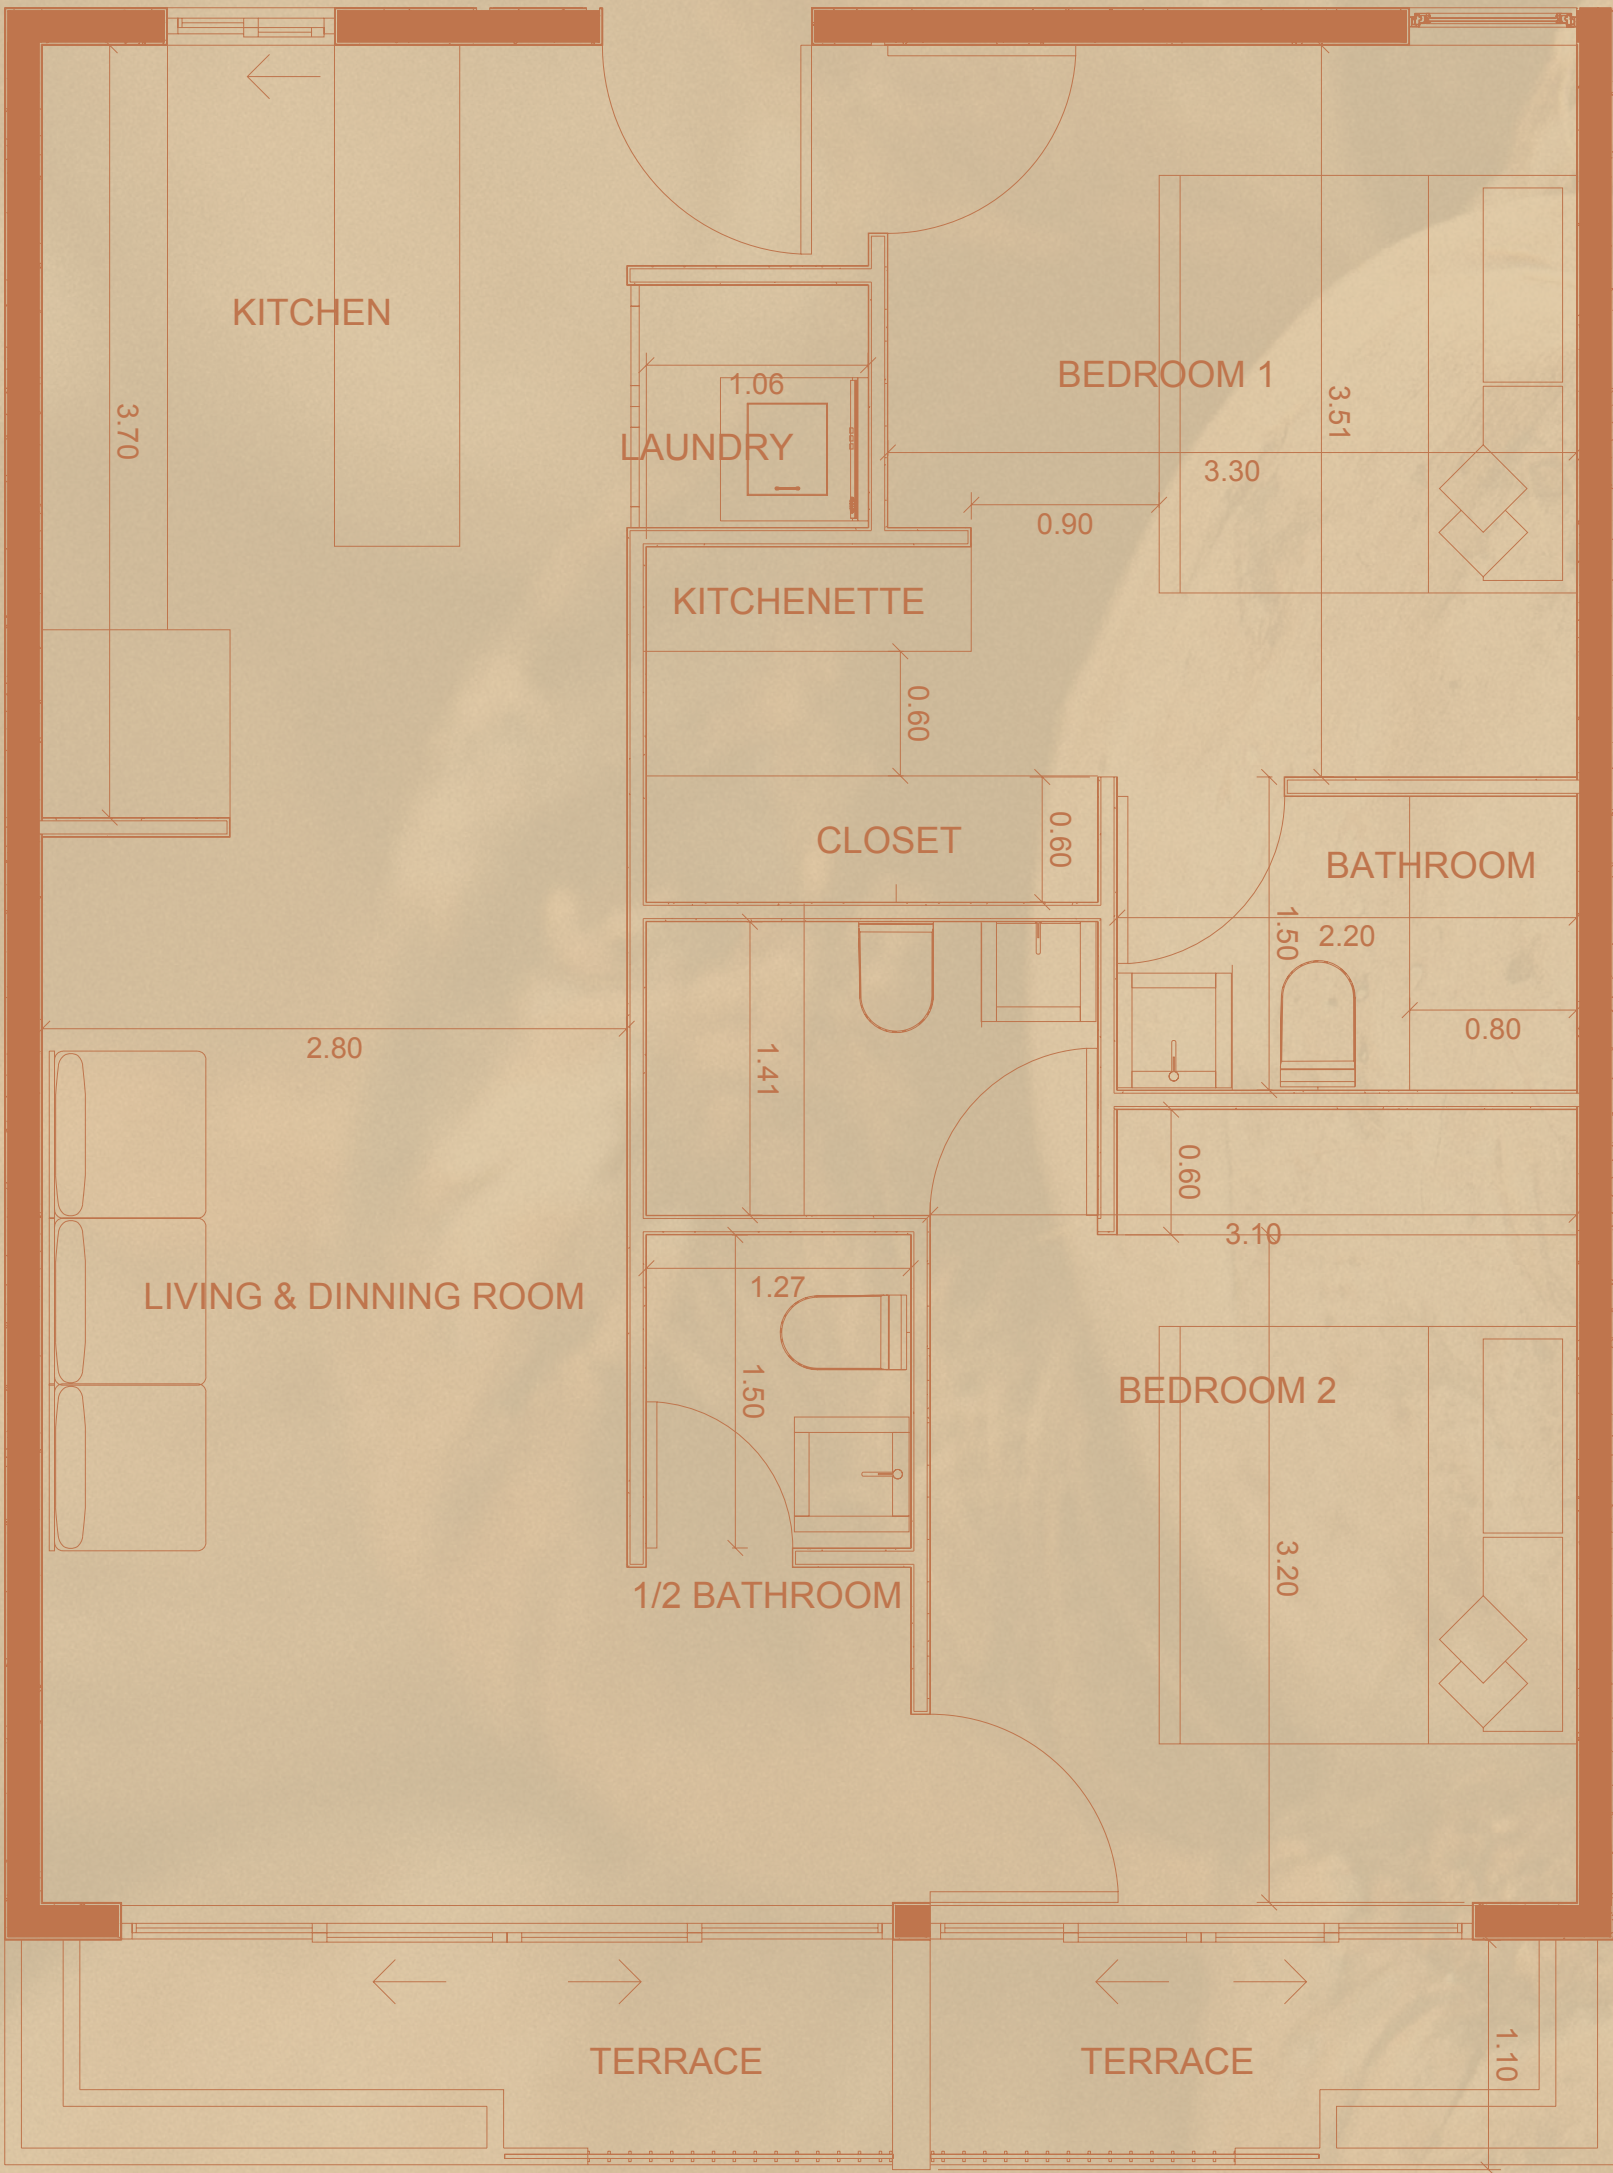 KITCHEN
BEDROOM 1
1.06
3.70
3.51
LAUNDRY
3.30
0.90
KITCHENETTE
0.60
CLOSET
0.60
BATHROOM
1.50
2.20
0.80
2.80
1.41
0.60
3.10
1.27
LIVING & DINNING ROOM
1.50
BEDROOM 2
3.20
1/2 BATHROOM
TERRACE
TERRACE
1.10